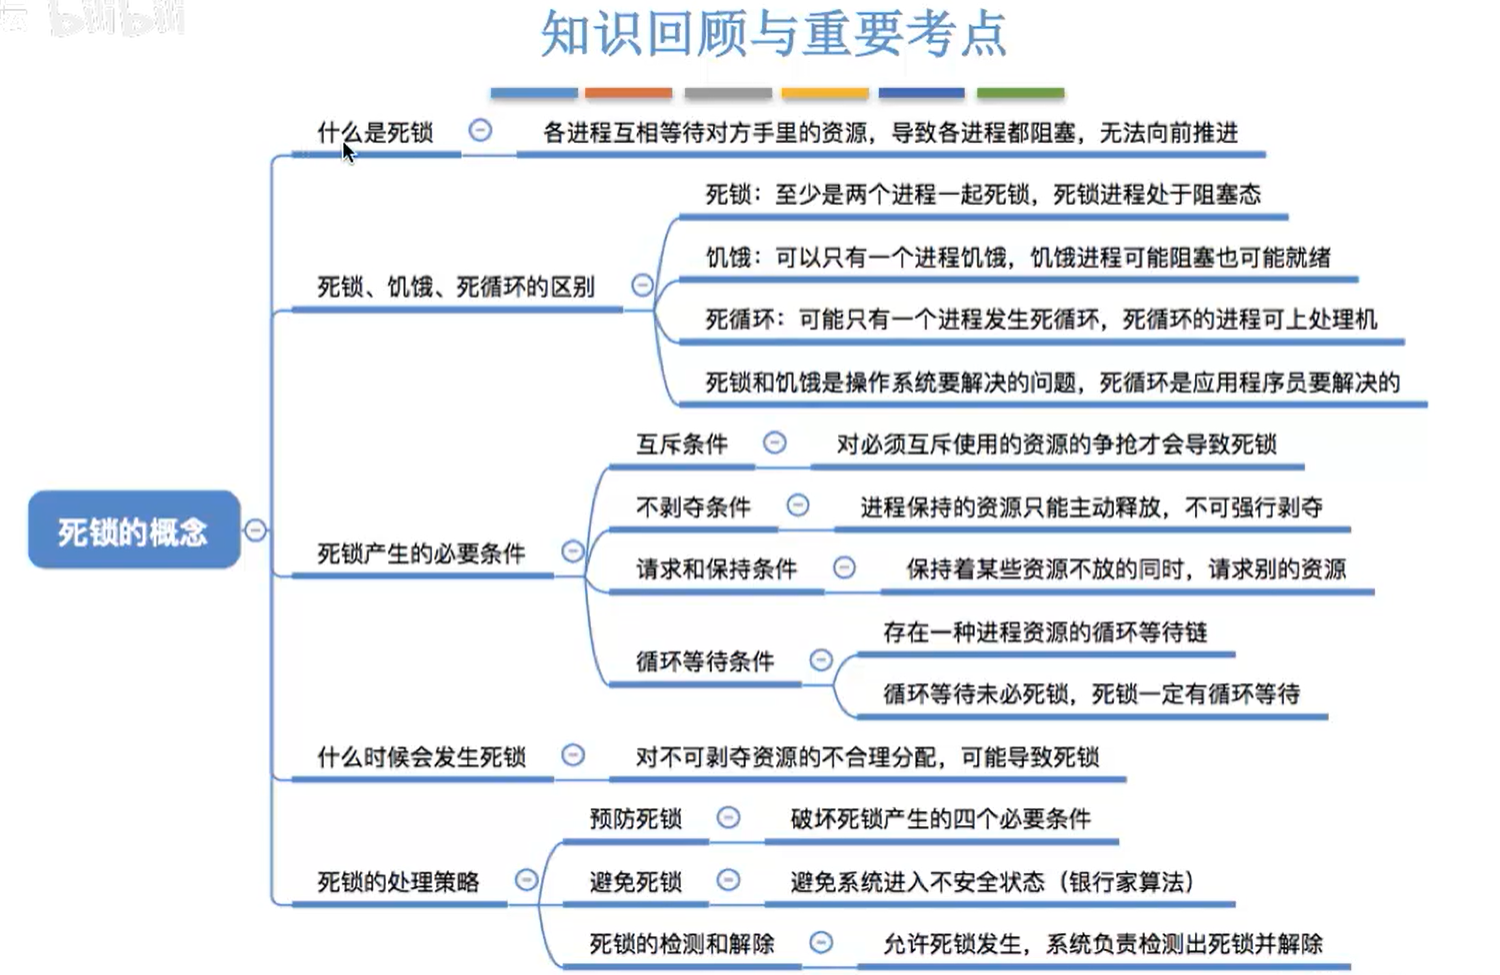 坛 bilibili
知识回顾与重要考点
什么是死锁
各进程互相等待对方手里的资源，导致各进程都阻塞，无法向前推进
死锁、饥饿、死循环的区别
死锁：至少是两个进程一起死锁，死锁进程处于阻塞态
饥饿：可以只有一个进程饥饿，饥饿进程可能阻塞也可能就绪
死循环：可能只有一个进程发生死循环，死循环的进程可上处理机
死锁和饥饿是操作系统要解决的问题，死循环是应用程序员要解决的
死锁的概念
死锁产生的必要条件
互斥条件
对必须互斥使用的资源的争抢才会导致死锁
不剥夺条件
进程保持的资源只能主动释放，不可强行剥夺
请求和保持条件
保持着某些资源不放的同时，请求别的资源
循环等待条件
存在一种进程资源的循环等待链
循环等待未必死锁，死锁一定有循环等待
什么时候会发生死锁
对不可剥夺资源的不合理分配，可能导致死锁
死锁的处理策略
预防死锁
破坏死锁产生的四个必要条件
避免死锁
避免系统进入不安全状态（银行家算法）
死锁的检测和解除
允许死锁发生，系统负责检测出死锁并解除